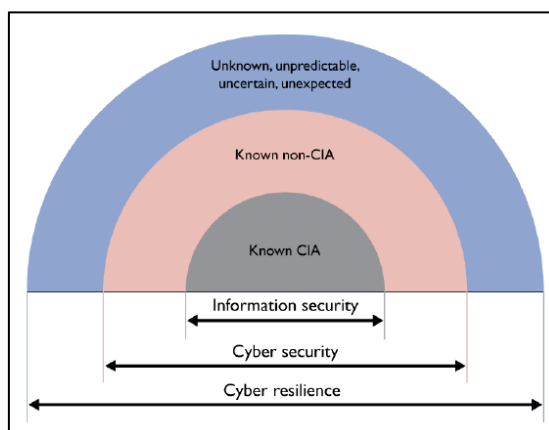 Unknown, unpredictable,
uncertain, unexpected
Known non-CIA
Known CIA
Information security
Cyber security
Cyber resilience